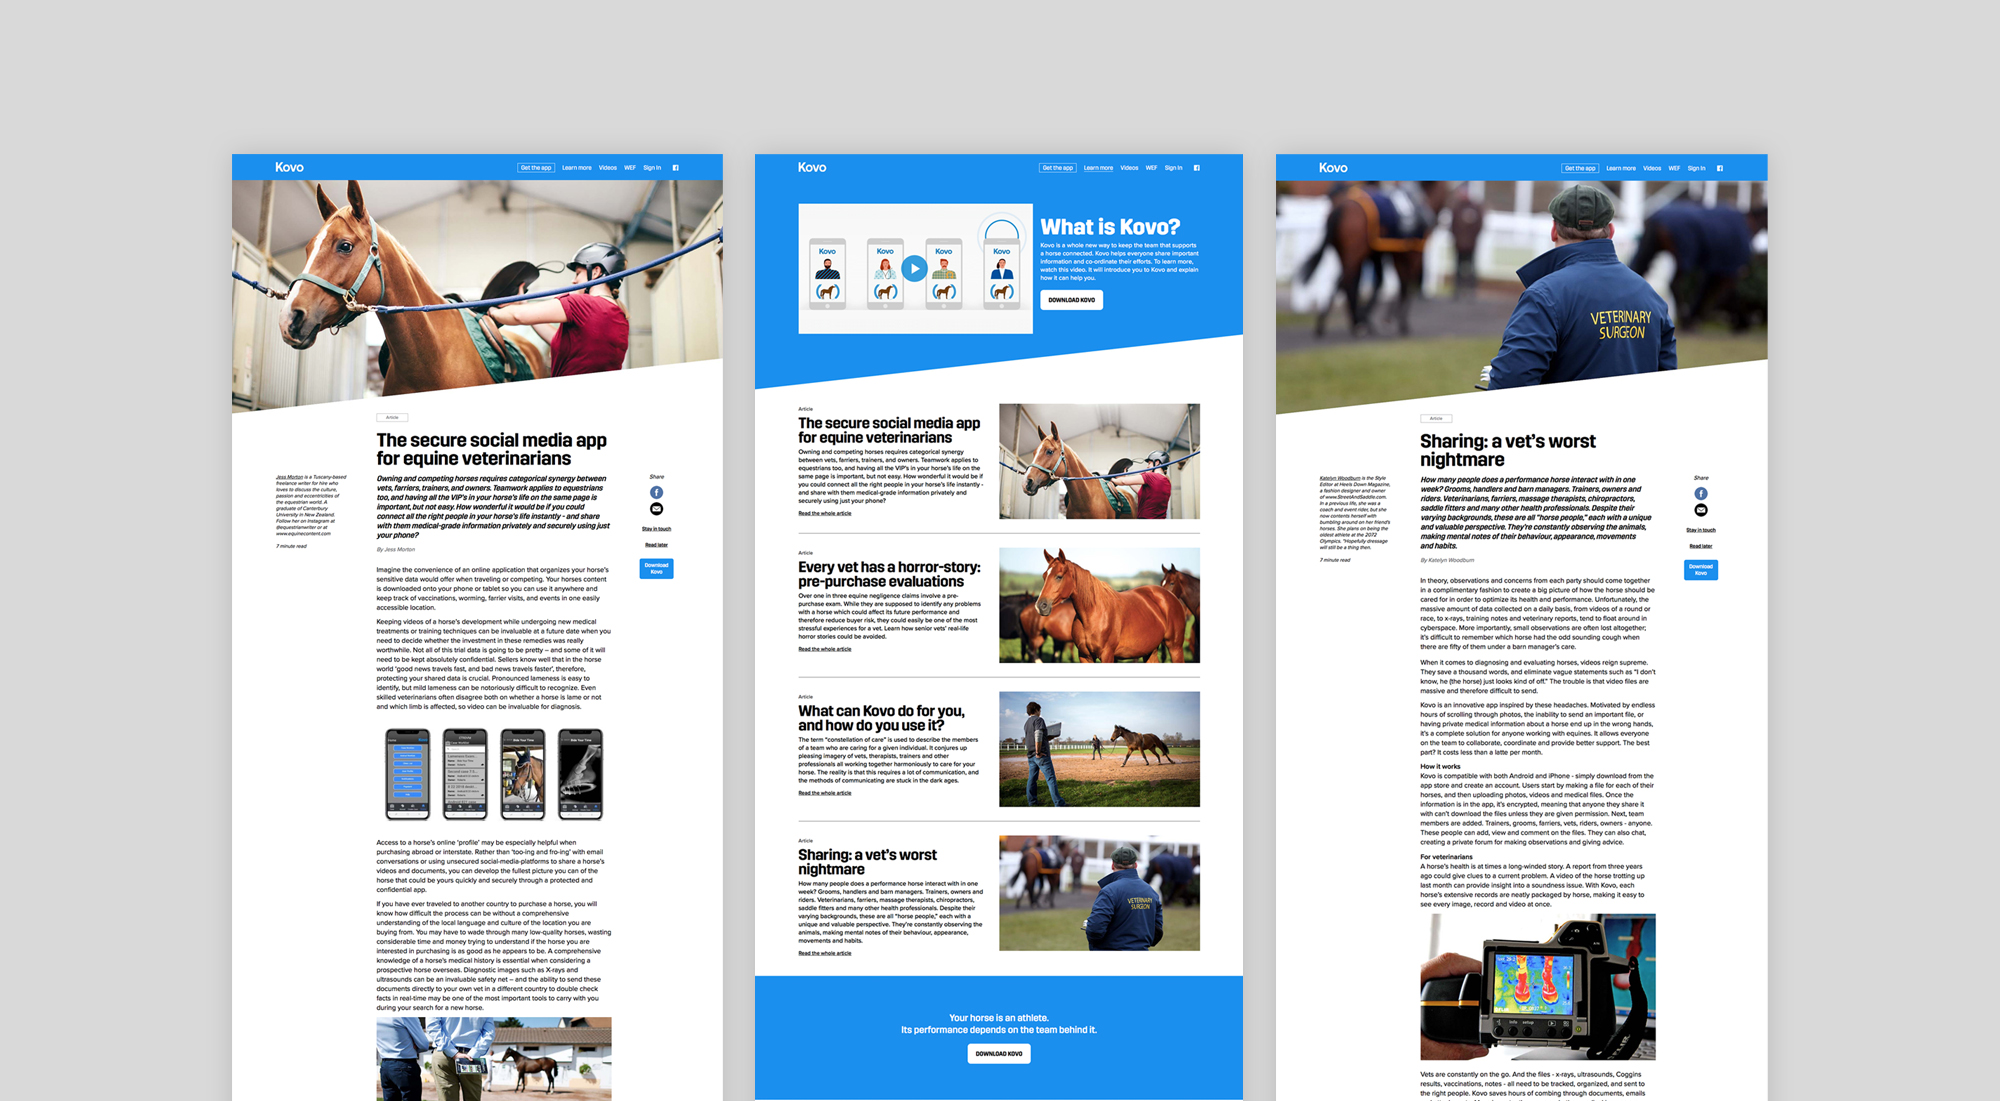 Kovo
Get the app
Learn more
Videos
WEF
Sign In
Article
The secure social media app
for equine veterinarians
Jess Morton is a Tuscany-based
freelance writer for hire who
loves to discuss the culture,
passion and eccentricities of
the equestrian world. A
graduate of Canterbury
University in New Zealand.
Follow her on Instagram at
@equestrianwriter or at
www.equinecontent.com
7 minute read
Owning and competing horses requires categorical synergy between
vets, farriers, trainers, and owners. Teamwork applies to equestrians
too, and having all the VIP's in your horse's life on the same page is
important, but not easy. How wonderful it would be if you could
connect all the right people in your horse's life instantly - and share
with them medical-grade information privately and securely using just
your phone?
By Jess Morton
Share
Stay in touch
Read later
Download
Kovo
Imagine the convenience of an online application that organizes your horse's
sensitive data would offer when traveling or competing. Your horses content
is downloaded onto your phone or tablet so you can use it anywhere and
keep track of vaccinations, worming, farrier visits, and events in one easily
accessible location.
Keeping videos of a horse's development while undergoing new medical
treatments or training techniques can be invaluable at a future date when you
need to decide whether the investment in these remedies was really
worthwhile. Not all of this trial data is going to be pretty – and some of it will
need to be kept absolutely confidential. Sellers know well that in the horse
world 'good news travels fast, and bad news travels faster', therefore,
protecting your shared data is crucial. Pronounced lameness is easy to
identify, but mild lameness can be notoriously difficult to recognize. Even
skilled veterinarians often disagree both on whether a horse is lame or not
and which limb is affected, so video can be invaluable for diagnosis.
Access to a horse's online 'profile' may be especially helpful when
purchasing abroad or interstate. Rather than 'too-ing and fro-ing' with email
conversations or using unsecured social-media-platforms to share a horse's
videos and documents, you can develop the fullest picture you can of the
horse that could be yours quickly and securely through a protected and
confidential app.
If you have ever traveled to another country to purchase a horse, you will
know how difficult the process can be without a comprehensive
understanding of the local language and culture of the location you are
buying from. You may have to wade through many low-quality horses, wasting
considerable time and money trying to understand if the horse you are
interested in purchasing is as good as he appears to be. A comprehensive
knowledge of a horse's medical history is essential when considering a
prospective horse overseas. Diagnostic images such as X-rays and
ultrasounds can be an invaluable safety net – and the ability to send these
documents directly to your own vet in a different country to double check
facts in real-time may be one of the most important tools to carry with you
during your search for a new horse.
Kovo
Get the app
Learn more
Videos
WEF
Sign In
Kovo
Kovo
Kovo
Kovo
What is Kovo?
Kovo is a whole new way to keep the team that supports
a horse connected. Kovo helps everyone share important
information and co-ordinate their efforts. To learn more,
watch this video. It will introduce you to Kovo and explain
how it can help you.
DOWNLOAD KOVO
Article
The secure social media app
for equine veterinarians
Owning and competing horses requires categorical synergy
between vets, farriers, trainers, and owners. Teamwork applies to
equestrians too, and having all the VIP's in your horse's life on the
same page is important, but not easy. How wonderful it would be if
you could connect all the right people in your horse's life instantly -
and share with them medical-grade information privately and
securely using just your phone?
Read the whole article
Article
Every vet has a horror-story:
pre-purchase evaluations
Over one in three equine negligence claims involve a pre-
purchase exam. While they are supposed to identify any problems
with a horse which could affect its future performance and
therefore reduce buyer risk, they could easily be one of the most
stressful experiences for a vet. Learn how senior vets' real-life
horror stories could be avoided.
Read the whole article
Article
What can Kovo do for you,
and how do you use it?
The term "constellation of care" is used to describe the members
of a team who are caring for a given individual. It conjures up
pleasing imagery of vets, therapists, trainers and other
professionals all working together harmoniously to care for your
horse. The reality is that this requires a lot of communication, and
the methods of communicating are stuck in the dark ages.
Read the whole article
Article
Sharing: a vet's worst
nightmare
How many people does a performance horse interact with in one
week? Grooms, handlers and barn managers. Trainers, owners and
riders. Veterinarians, farriers, massage therapists, chiropractors,
saddle fitters and many other health professionals. Despite their
varying backgrounds, these are all "horse people," each with a
unique and valuable perspective. They're constantly observing the
animals, making mental notes of their behaviour, appearance,
movements and habits.
Read the whole article
VETERINARY
SURGEON
Your horse is an athlete.
Its performance depends on the team behind it.
DOWNLOAD KOVO
Kovo
Get the app
Learn more
Videos
WEF
Sign In
VETERINARY
SURGEON
Article
Sharing: a vet's worst
nightmare
Katelyn Woodburn is the Style
Editor at Heels Down Magazine,
a fashion designer and owner
of www.StreetAndSaddle.com.
In a previous life, she was a
coach and event rider, but she
now contents herself with
bumbling around on her friend's
horses. She plans on being the
oldest athlete at the 2072
Olympics. "Hopefully dressage
will still be a thing then.
7 minute read
How many people does a performance horse interact with in one
week? Grooms, handlers and barn managers. Trainers, owners and
riders. Veterinarians, farriers, massage therapists, chiropractors,
saddle fitters and many other health professionals. Despite their
varying backgrounds, these are all "horse people," each with a unique
and valuable perspective. They're constantly observing the animals,
making mental notes of their behaviour, appearance, movements
and habits.
By Katelyn Woodburn
Share
Stay in touch
Read later
Download
Kovo
In theory, observations and concerns from each party should come together
in a complimentary fashion to create a big picture of how the horse should be
cared for in order to optimize its health and performance. Unfortunately, the
massive amount of data collected on a daily basis, from videos of a round or
race, to x-rays, training notes and veterinary reports, tend to float around in
cyberspace. More importantly, small observations are often lost altogether;
it's difficult to remember which horse had the odd sounding cough when
there are fifty of them under a barn manager's care.
When it comes to diagnosing and evaluating horses, videos reign supreme.
They save a thousand words, and eliminate vague statements such as "I don't
know, he (the horse) just looks kind of off." The trouble is that video files are
massive and therefore difficult to send.
Kovo is an innovative app inspired by these headaches. Motivated by endless
hours of scrolling through photos, the inability to send an important file, or
having private medical information about a horse end up in the wrong hands,
it's a complete solution for anyone working with equines. It allows everyone
on the team to collaborate, coordinate and provide better support. The best
part? It costs less than a latte per month.
How it works
Kovo is compatible with both Android and iPhone - simply download from the
app store and create an account. Users start by making a file for each of their
horses, and then uploading photos, videos and medical files. Once the
information is in the app, it's encrypted, meaning that anyone they share it
with can't download the files unless they are given permission. Next, team
members are added. Trainers, grooms, farriers, vets, riders, owners - anyone.
These people can add, view and comment on the files. They can also chat,
creating a private forum for making observations and giving advice.
For veterinarians
A horse's health is at times a long-winded story. A report from three years
ago could give clues to a current problem. A video of the horse trotting up
last month can provide insight into a soundness issue. With Kovo, each
horse's extensive records are neatly packaged by horse, making it easy to
see every image, record and video at once.
Vets are constantly on the go. And the files - x-rays, ultrasounds, Coggins
results, vaccinations, notes - all need to be tracked, organized, and sent to
the right people. Kovo saves hours of combing through documents, emails